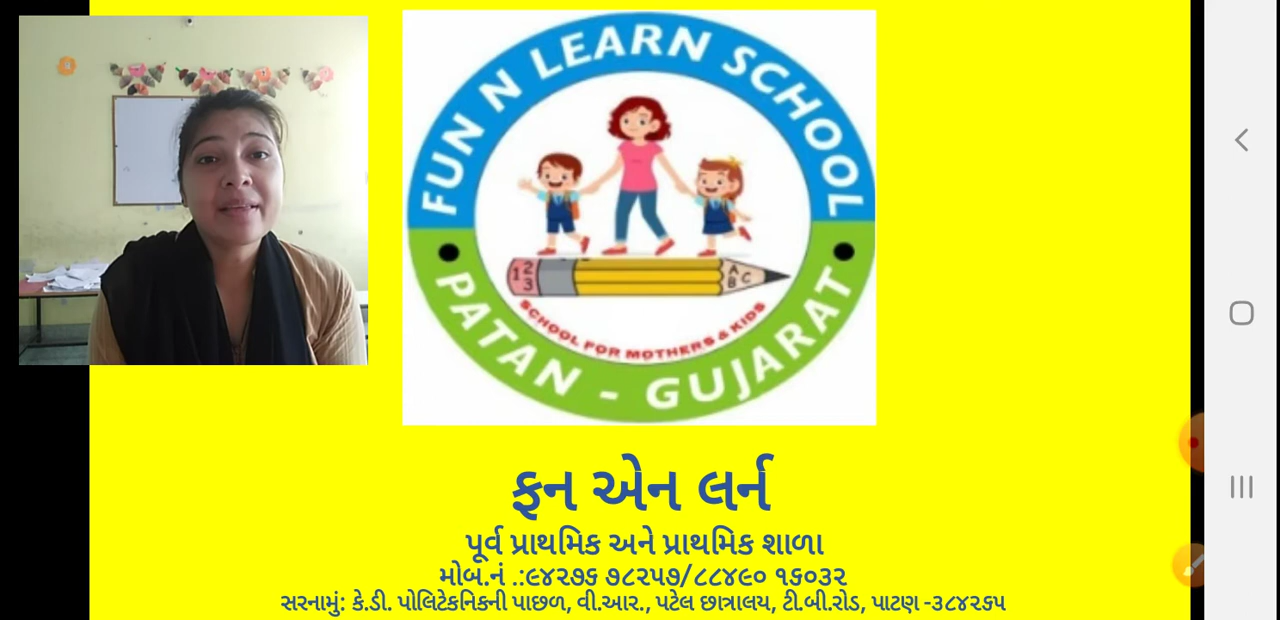 FUN N LEARN SCHOOL
123
ABC
SCHOOL FOR MOTHERS & KIDS
PATAN - GUJARAT
ફન એન લર્ન
પૂર્વ પ્રાથમિક અને પ્રાથમિક શાળા
મોબ.નં .:૯૪૨૭૬ ૭૮૨૫૭/૮૮૪૯૦ ૧૬૦૩૨
સરનામું: કે.ડી. પોલિટેકનિકની પાછળ, વી.આર., પટેલ છાત્રાલય, ટી.બી.રોડ, પાટણ -૩૮૪૨૬૫